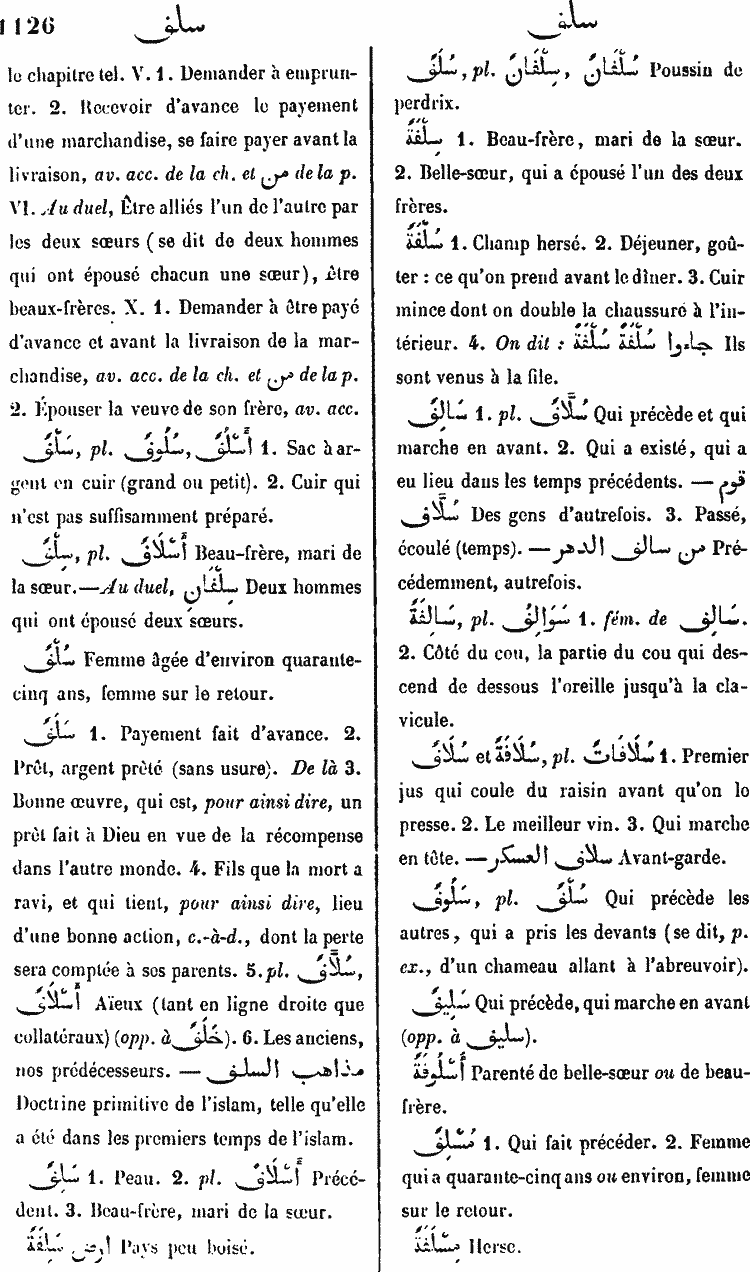 1126 سلف
سلف
le chapitre tel. V. 1. Demander à emprun-
ter. 2. Recevoir d'avance le payement
d'une marchandise, se faire payer avant la
livraison, av. acc. de la ch. et من de la p.
VI. Au duel, Être alliés l'un de l'autre par
les deux sœurs (se dit de deux hommes
qui ont épousé chacun une sœur), être
beaux-frères. X. 1. Demander à être payé
d'avance et avant la livraison de la mar-
chandise, av. acc. de la ch. et من de la p.
2. Épouser la veuve de son frère, av. acc.
سَلْفٌ, pl. سُلُوفٌ, أَسْلُفٌ 1. Sac à ar-
gent en cuir (grand ou petit). 2. Cuir qui
n'est pas suffisamment préparé.
سِلْفٌ, pl. أَسْلَافٌ Beau-frère, mari de
la sœur. — Au duel, سِلْفَانِ Deux hommes
qui ont épousé deux sœurs.
سُلْفٌ Femme âgée d'environ quarante-
cinq ans, femme sur le retour.
سَلَفٌ 1. Payement fait d'avance. 2.
Prêt, argent prêté (sans usure). De là 3.
Bonne œuvre, qui est, pour ainsi dire, un
prêt fait à Dieu en vue de la récompense
dans l'autre monde. 4. Fils que la mort a
ravi, et qui tient, pour ainsi dire, lieu
d'une bonne action, c.-à-d., dont la perte
sera comptée à ses parents. 5. pl. سُلَّافٌ,
أَسْلَافٌ Aïeux (tant en ligne droite que
collatéraux) (opp. à خَلَفٌ). 6. Les anciens,
nos prédécesseurs. — مذاهب السلف
Doctrine primitive de l'islam, telle qu'elle
a été dans les premiers temps de l'islam.
سَلِفٌ 1. Peau. 2. pl. أَسْلَافٌ Précé-
dent. 3. Beau-frère, mari de la sœur.
ارض سَلِفَةٌ Pays peu boisé.
سُلَفٌ, pl. سُلْفَانٌ, سِلْفَانٌ Poussin de
perdrix.
سِلْفَةٌ 1. Beau-frère, mari de la sœur.
2. Belle-sœur, qui a épousé l'un des deux
frères.
سُلْفَةٌ 1. Champ hersé. 2. Déjeuner, goû-
ter : ce qu'on prend avant le dîner. 3. Cuir
mince dont on double la chaussure à l'in-
térieur. 4. On dit : جاءوا سُلْفَةً سُلْفَةً Ils
sont venus à la file.
سَالِفٌ 1. pl. سُلَّافٌ Qui précède et qui
marche en avant. 2. Qui a existé, qui a
eu lieu dans les temps précédents. — قوم
سُلَّافٌ Des gens d'autrefois. 3. Passé,
écoulé (temps). — من سالف الدهر Pré-
cédemment, autrefois.
سَالِفَةٌ, pl. سَوَالِفُ 1. fém. de سَالِفٌ.
2. Côté du cou, la partie du cou qui des-
cend de dessous l'oreille jusqu'à la cla-
vicule.
سُلَافٌ et سُلَافَةٌ, pl. سُلَافَاتٌ 1. Premier
jus qui coule du raisin avant qu'on le
presse. 2. Le meilleur vin. 3. Qui marche
en tête. — سلاف العسكر Avant-garde.
سَلُوفٌ, pl. سُلُفٌ Qui précède les
autres, qui a pris les devants (se dit, p.
ex., d'un chameau allant à l'abreuvoir).
سَلِيفٌ Qui précède, qui marche en avant
(opp. à سليف).
أُسْلُوفَةٌ Parenté de belle-sœur ou de beau-
frère.
مُسْلِفٌ 1. Qui fait précéder. 2. Femme
qui a quarante-cinq ans ou environ, femme
sur le retour.
مِسْلَفَةٌ Herse.